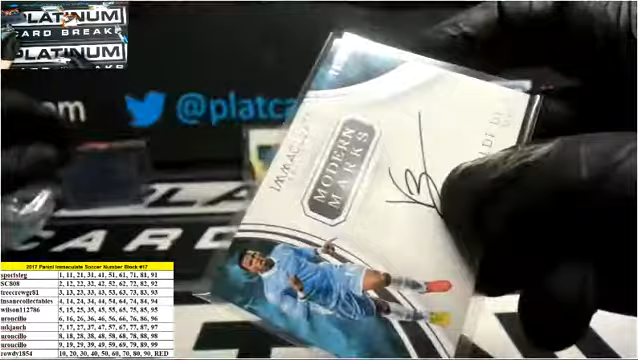 PLATINUM
CARD BREAKS
PLATINUM
@platca
IMMACUL
MODERN
MARKS
CARD
2017 Panini Immaculate Soccer Number Block #17
sportsteg 1, 11, 21, 31, 41, 51, 61, 71, 81, 91
SC808 2, 12, 22, 32, 42, 52, 62, 72, 82, 92
treecrewgr81 3, 13, 23, 33, 43, 53, 63, 73, 83, 93
insanecollectables 4, 14, 24, 34, 44, 54, 64, 74, 84, 94
wilson112786 5, 15, 25, 35, 45, 55, 65, 75, 85, 95
uroncillo 6, 16, 26, 36, 46, 56, 66, 76, 86, 96
mkjauch 7, 17, 27, 37, 47, 57, 67, 77, 87, 97
uroncillo 8, 18, 28, 38, 48, 58, 68, 78, 88, 98
uroncillo 9, 19, 29, 39, 49, 59, 69, 79, 89, 99
rowdy1854 10, 20, 30, 40, 50, 60, 70, 80, 90, RED